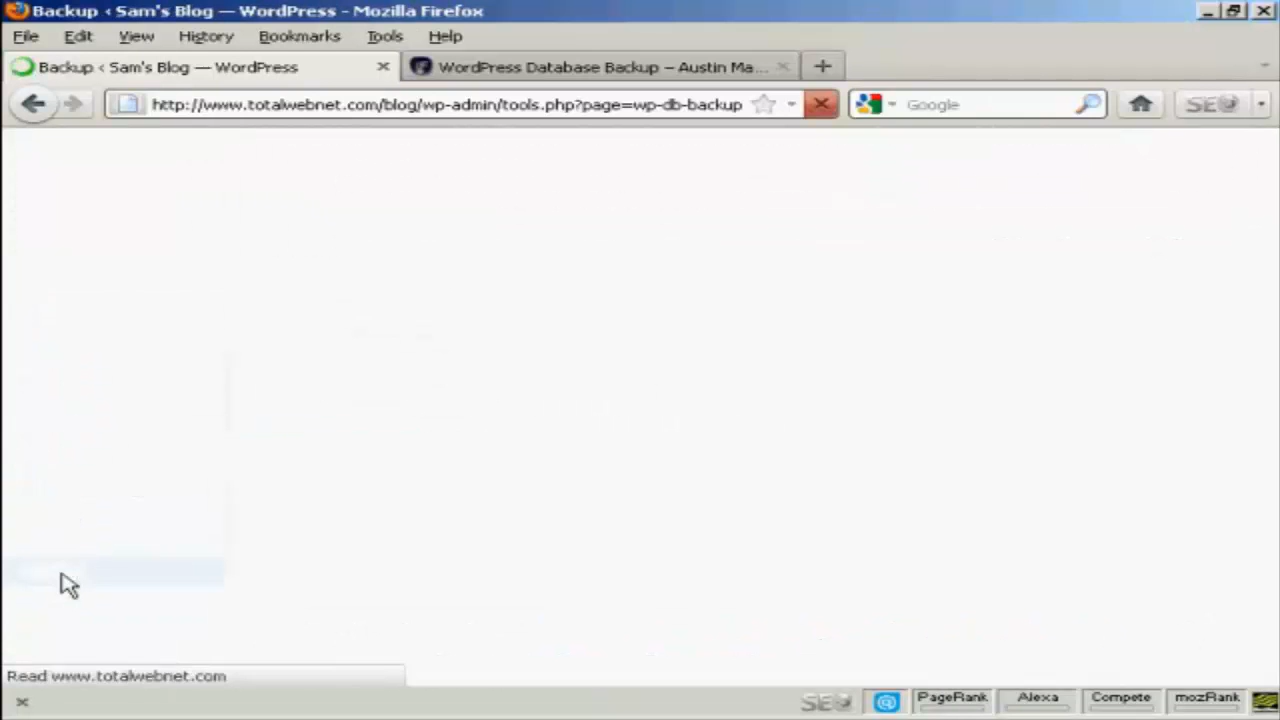 Backup ‹ Sam's Blog — WordPress - Mozilla Firefox
File Edit View History Bookmarks Tools Help
Backup ‹ Sam's Blog — WordPress
WordPress Database Backup – Austin Ma...
http://www.totalwebnet.com/blog/wp-admin/tools.php?page=wp-db-backup
Google
SEO
Read www.totalwebnet.com
SEO
PageRank
Alexa
Compete
mozRank